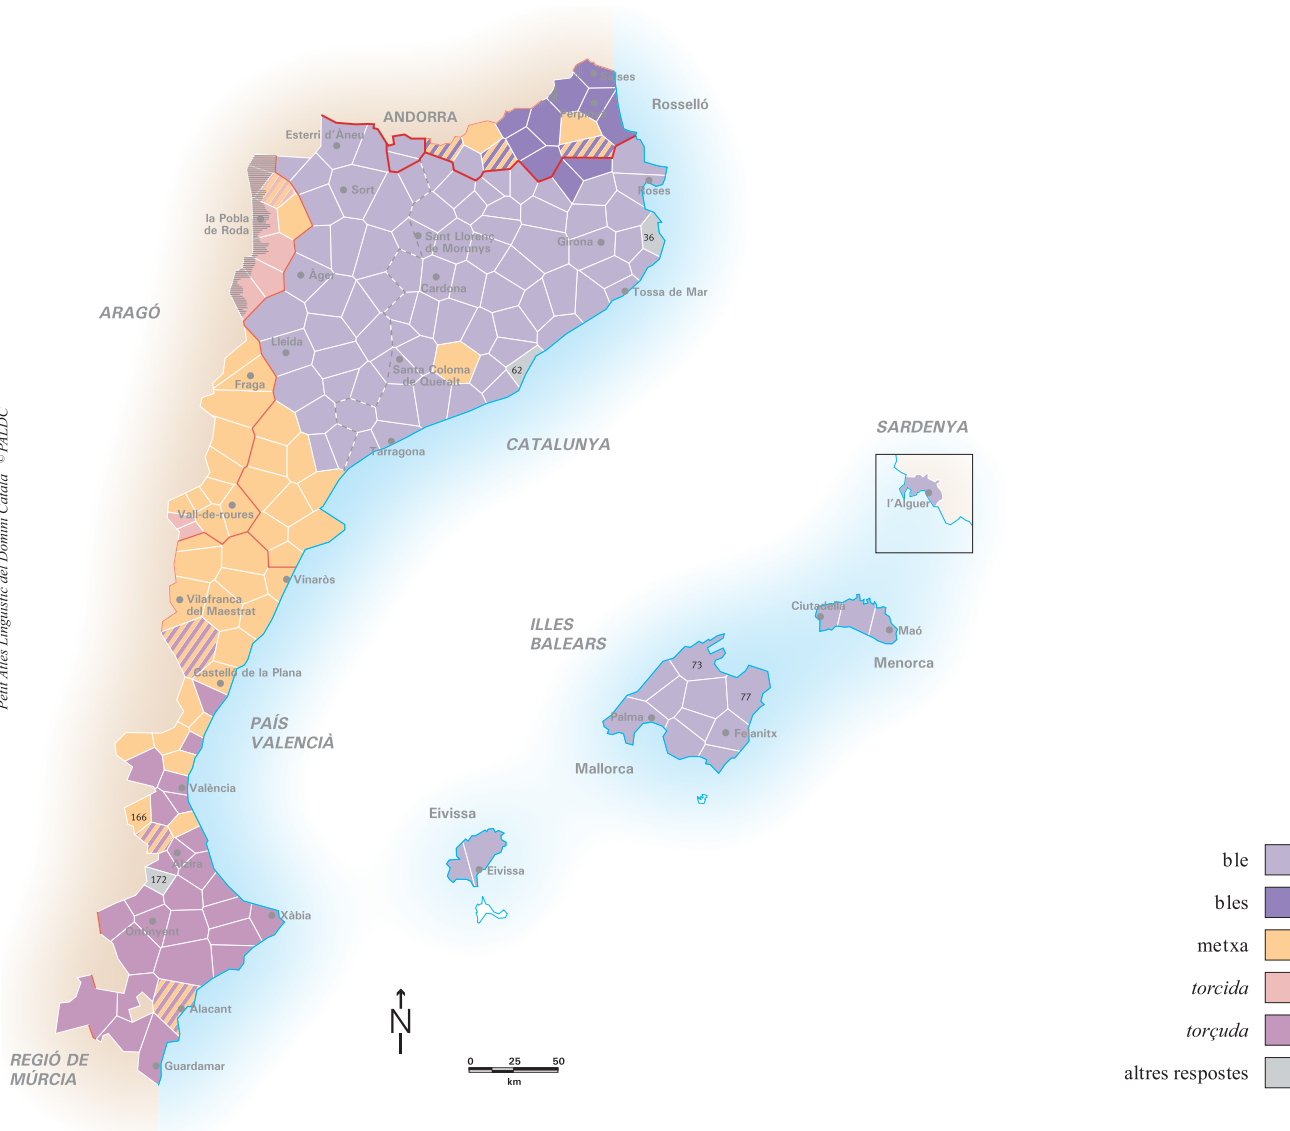 Salses
Rosselló
ANDORRA
Perpinyà
Esterri d'Àneu
Sort
Roses
la Pobla
de Roda
Sant Llorenç
de Morunys
Girona
36
Àger
Cardona
Tossa de Mar
ARAGÓ
Lleida
Santa Coloma
de Queralt
62
Fraga
Tarragona
CATALUNYA
SARDENYA
l'Alguer
Vall-de-roures
Vinaròs
Vilafranca
del Maestrat
ILLES
BALEARS
Ciutadella
Maó
Menorca
Castelló de la Plana
73
77
Palma
Felanitx
Mallorca
PAÍS
VALENCIÀ
València
166
Eivissa
Eivissa
Alzira
172
Xàbia
Ontinyent
Alacant
REGIÓ DE
MÚRCIA
Guardamar
N
0 25 50
km
ble
bles
metxa
torcida
torçuda
altres respostes
Petit Atles Lingüístic del Domini Català ©PALDC